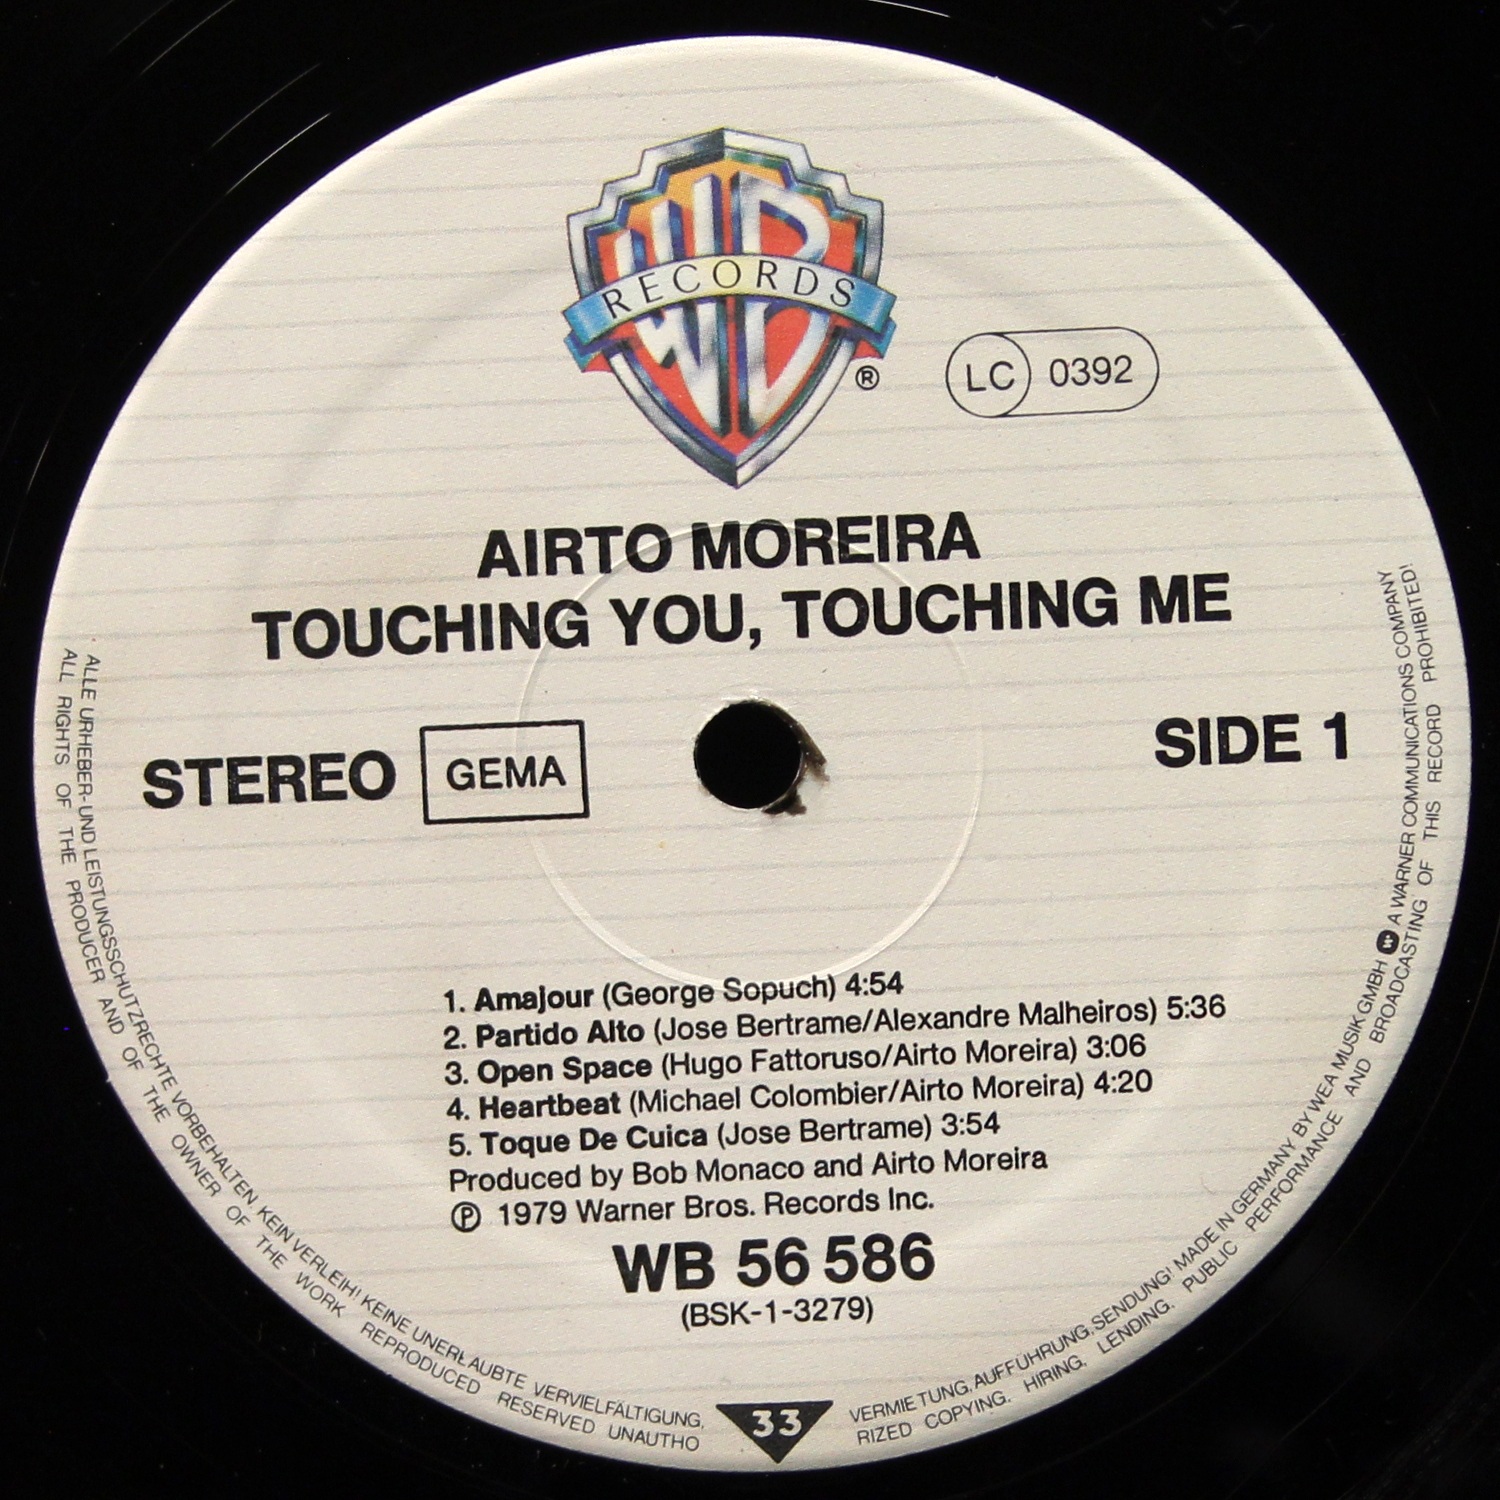 WB
RECORDS
®
LC 0392
AIRTO MOREIRA
TOUCHING YOU, TOUCHING ME
STEREO GEMA
SIDE 1
1. Amajour (George Sopuch) 4:54
2. Partido Alto (Jose Bertrame/Alexandre Malheiros) 5:36
3. Open Space (Hugo Fattoruso/Airto Moreira) 3:06
4. Heartbeat (Michael Colombier/Airto Moreira) 4:20
5. Toque De Cuica (Jose Bertrame) 3:54
Produced by Bob Monaco and Airto Moreira
℗ 1979 Warner Bros. Records Inc.
WB 56 586
(BSK-1-3279)
33
ALLE URHEBER- UND LEISTUNGSSCHUTZRECHTE VORBEHALTEN. KEIN VERLEIH! KEINE UNERLAUBTE VERVIELFÄLTIGUNG, VERMIETUNG, AUFFÜHRUNG, SENDUNG! MADE IN GERMANY. BY WEA MUSIK GMBH A WARNER COMMUNICATIONS COMPANY
ALL RIGHTS OF THE PRODUCER AND OF THE OWNER OF THE WORK REPRODUCED RESERVED UNAUTHORIZED COPYING. HIRING. LENDING. PUBLIC PERFORMANCE AND BROADCASTING OF THIS RECORD PROHIBITED!